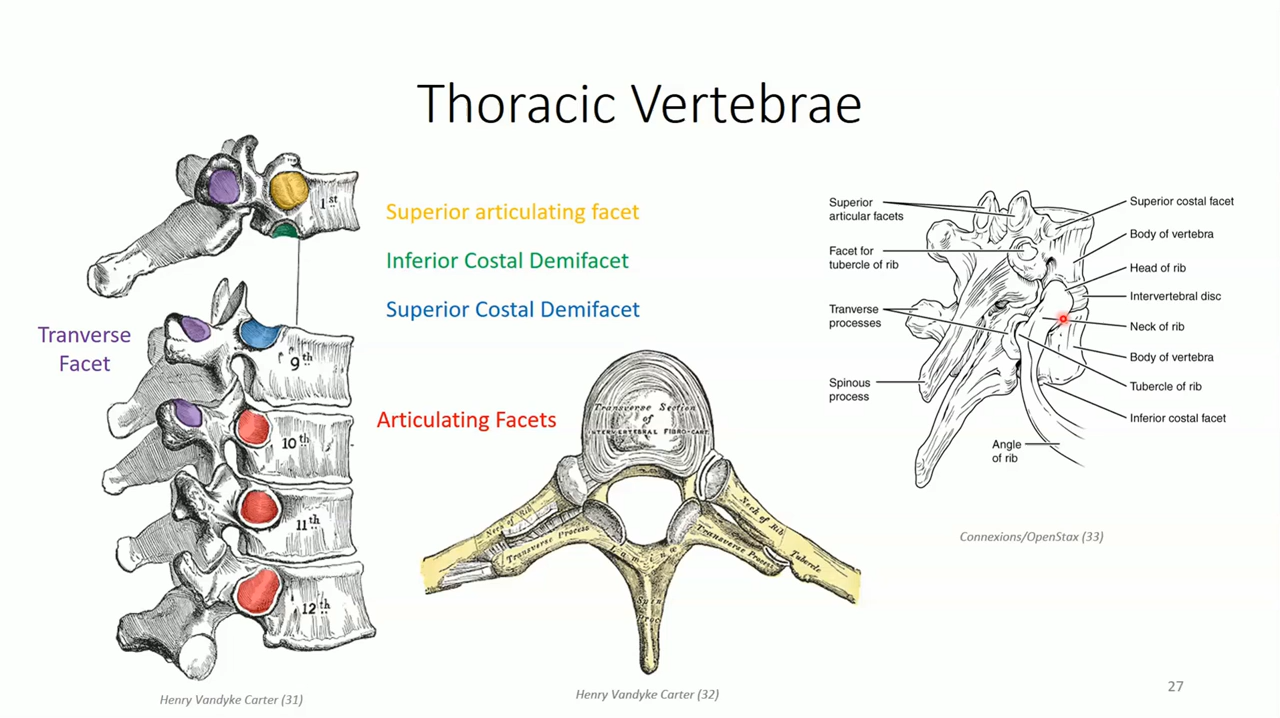 Thoracic Vertebrae
1st
9th
10th
11th
12th
Tranverse
Facet
Henry Vandyke Carter (31)
Superior articulating facet
Inferior Costal Demifacet
Superior Costal Demifacet
Articulating Facets
Transverse Section
of
INTERVERTEBRAL FIBRO-CART
Neck of Rib
Transverse Process
Lamina
Neck of Rib
Transverse Process
Tubercle
Henry Vandyke Carter (32)
Superior
articular facets
Facet for
tubercle of rib
Tranverse
processes
Spinous
process
Angle
of rib
Superior costal facet
Body of vertebra
Head of rib
Intervertebral disc
Neck of rib
Body of vertebra
Tubercle of rib
Inferior costal facet
Connexions/OpenStax (33)
27